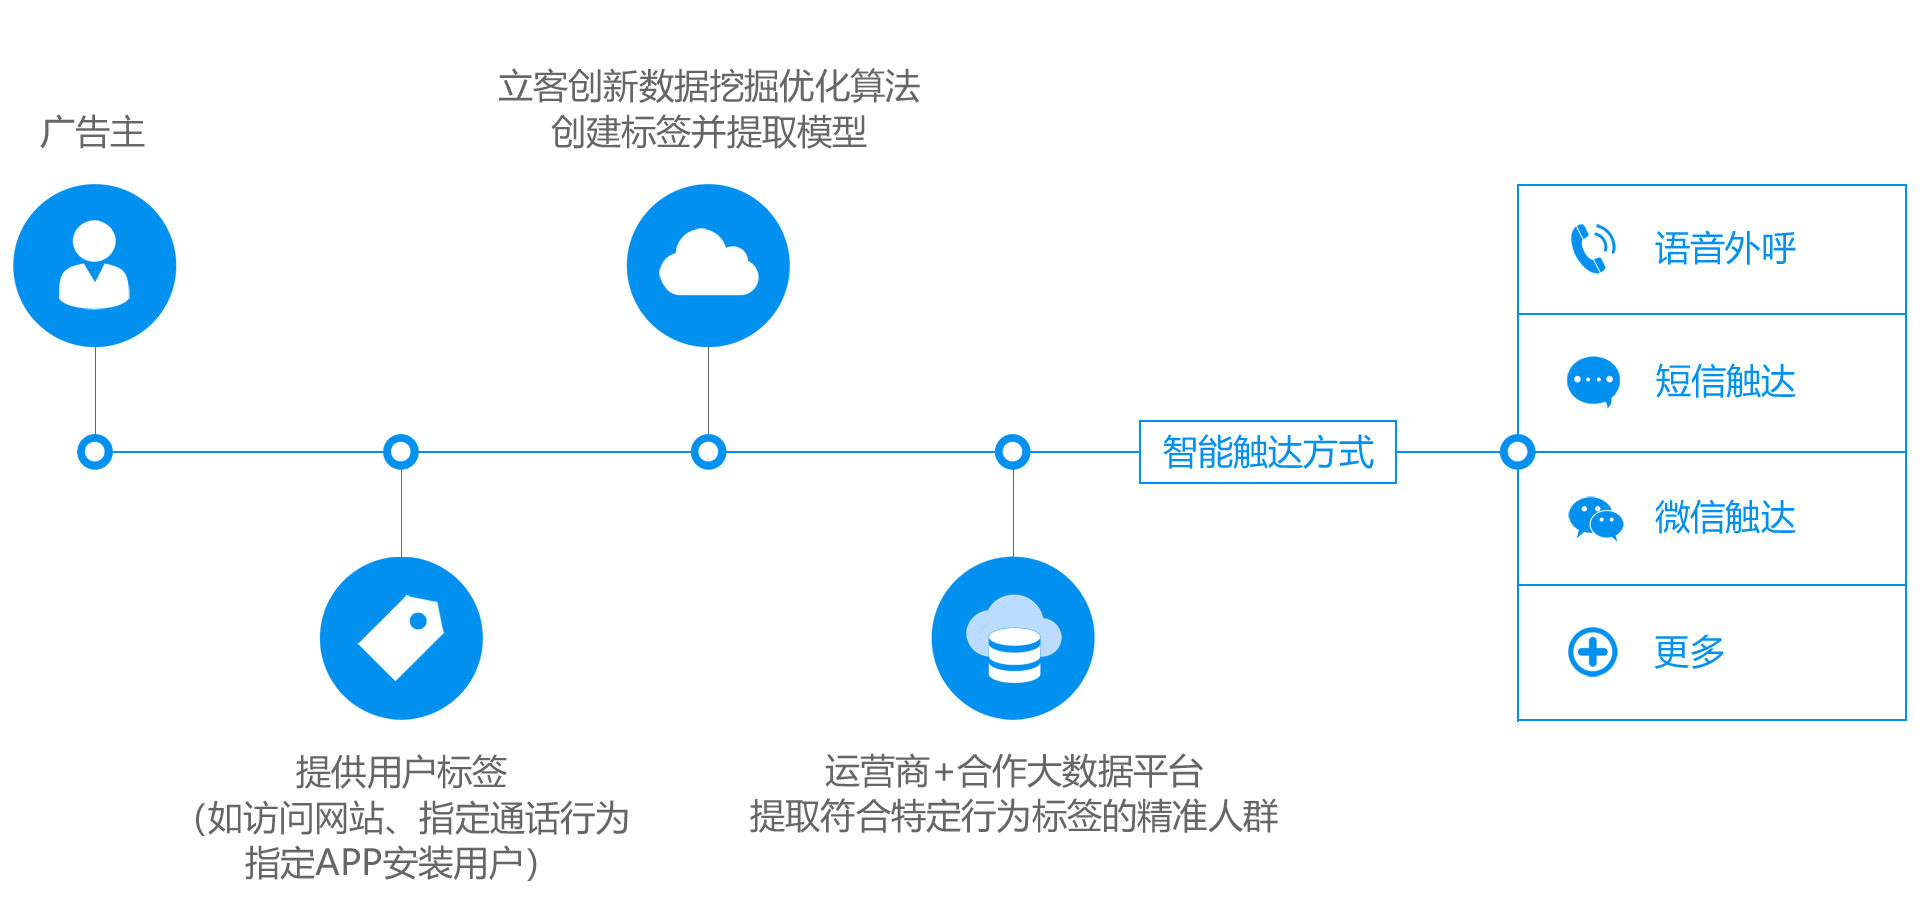 广告主
提供用户标签
（如访问网站、指定通话行为
指定APP安装用户）
立客创新数据挖掘优化算法
创建标签并提取模型
运营商+合作大数据平台
提取符合特定行为标签的精准人群
智能触达方式
语音外呼
短信触达
微信触达
更多